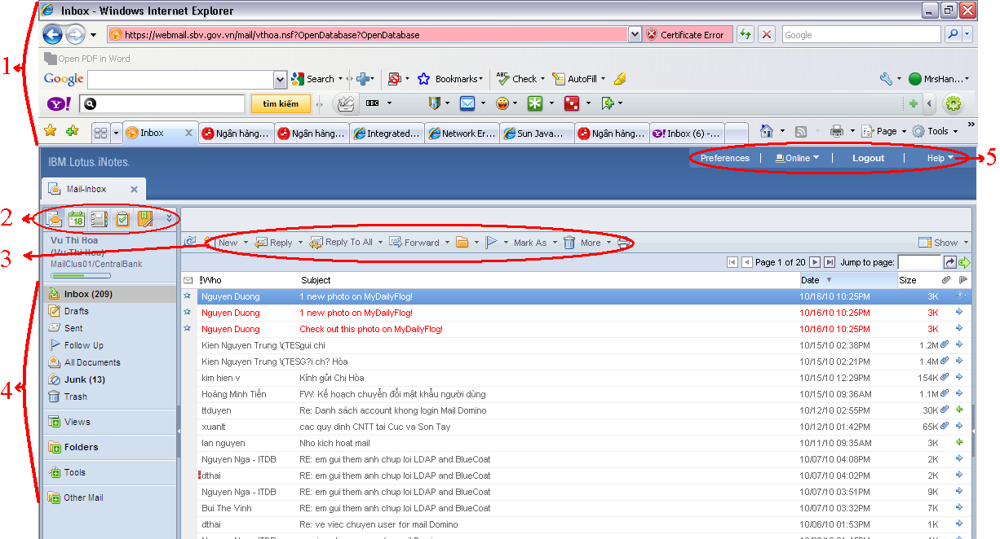 Inbox - Windows Internet Explorer
https://webmail.sbv.gov.vn/mail/vthoa.nsf?OpenDatabase?OpenDatabase Certificate Error Google
Open PDF in Word
1
Google Search Bookmarks ABC Check AutoFill MrsHan...
Y! tìm kiếm BBC
Inbox Ngân hàng... Ngân hàng... Integrated... Network Er... Sun Java... Ngân hàng... Y! Inbox (6) -... Page Tools
IBM. Lotus. iNotes. Preferences Online Logout Help 5
Mail-Inbox
2 18
Vu Thi Hoa
(Vu Thi Hoa)
MailClus01/CentralBank
3
New Reply Reply To All Forward Mark As More Show
Page 1 of 20 Jump to page:
!Who Subject Date Size
4
Inbox (209)
Drafts
Sent
Follow Up
All Documents
Junk (13)
Trash
Views
Folders
Tools
Other Mail
Nguyen Duong 1 new photo on MyDailyFlog! 10/16/10 10:25PM 3K
Nguyen Duong 1 new photo on MyDailyFlog! 10/16/10 10:25PM 3K
Nguyen Duong Check out this photo on MyDailyFlog! 10/16/10 10:25PM 3K
Kien Nguyen Trung \(TESgui chi 10/15/10 02:38PM 1.2M
Kien Nguyen Trung \(TESG?i ch? Hòa 10/15/10 02:21PM 1.4M
kim hien v Kính gửi Chị Hòa 10/15/10 12:29PM 154K
Hoàng Minh Tiến FW: Kế hoạch chuyển đổi mật khẩu người dùng 10/15/10 09:36AM 1.1M
ttduyen Re: Danh sách account khong login Mail Domino 10/12/10 02:55PM 30K
xuanlt cac quy dinh CNTT tai Cuc va Son Tay 10/12/10 01:42PM 65K
lan nguyen Nho kich hoat mail 10/11/10 09:35AM 3K
Nguyen Nga - ITDB RE: em gui them anh chup loi LDAP and BlueCoat 10/07/10 04:08PM 2K
!dthai RE: em gui them anh chup loi LDAP and BlueCoat 10/07/10 04:02PM 2K
Nguyen Nga - ITDB RE: em gui them anh chup loi LDAP and BlueCoat 10/07/10 03:51PM 9K
Bui The Vinh RE: em gui them anh chup loi LDAP and BlueCoat 10/07/10 03:32PM 7K
dthai Re: ve viec chuyen user for mail Domino 10/06/10 01:53PM 1K